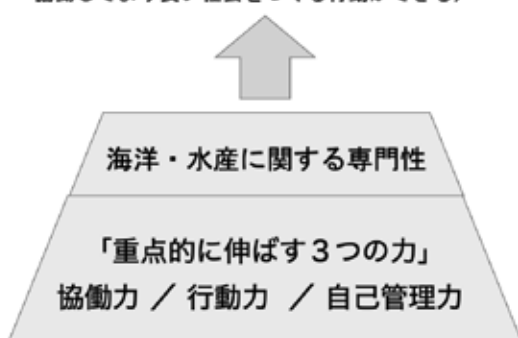 海洋・水産に関する専門性
「重点的に伸ばす３つの力」
協働力 ／ 行動力 ／ 自己管理力